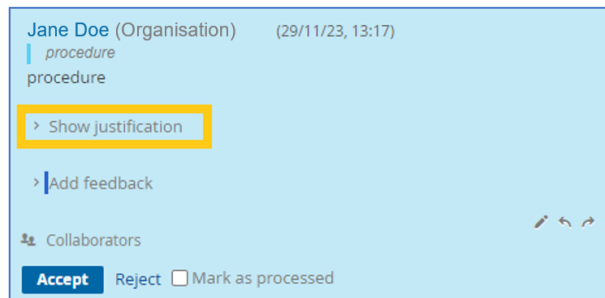 Jane Doe (Organisation) (29/11/23, 13:17)
procedure
procedure
Show justification
Add feedback
Collaborators
Accept Reject Mark as processed